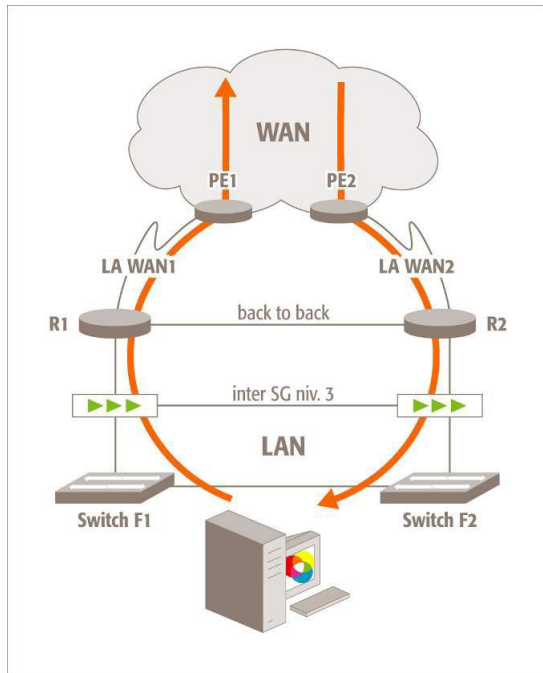 WAN
PE1
PE2
LA WAN1
LA WAN2
R1
back to back
R2
inter SG niv. 3
LAN
Switch F1
Switch F2